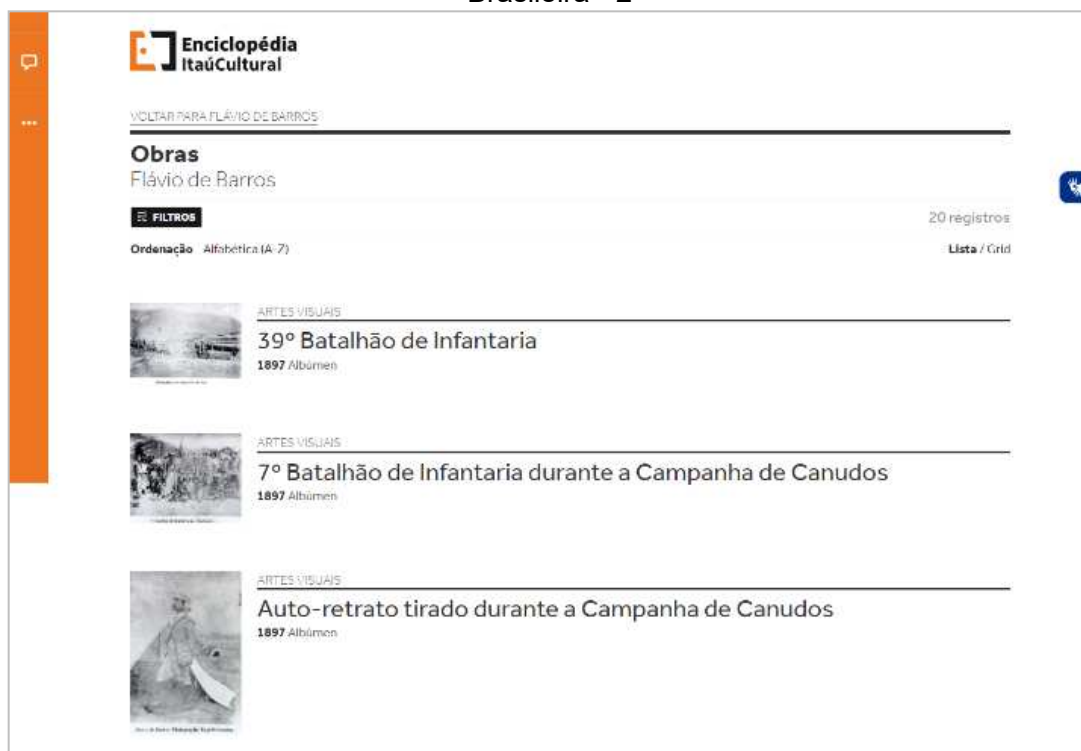 Brasileira - 2
Enciclopédia
ItaúCultural
VOLTAR PARA FLÁVIO DE BARROS
Obras
Flávio de Barros
FILTROS
20 registros
Ordenação Alfabética (A-Z)
Lista / Grid
ARTES VISUAIS
39º Batalhão de Infantaria
1897 Albúmen
ARTES VISUAIS
7º Batalhão de Infantaria durante a Campanha de Canudos
1897 Albúmen
ARTES VISUAIS
Auto-retrato tirado durante a Campanha de Canudos
1897 Albúmen